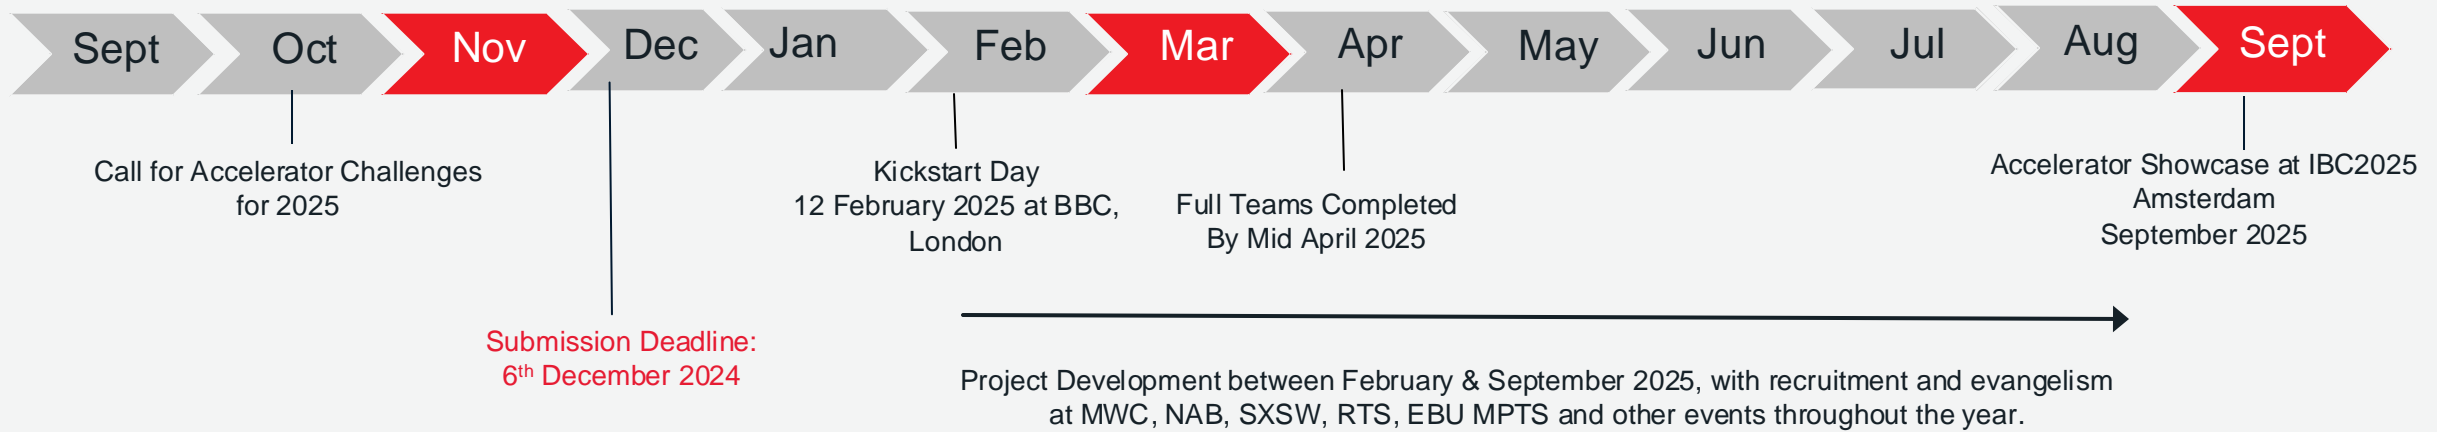 Sept
Oct
Nov
Dec
Jan
Feb
Mar
Apr
May
Jun
Jul
Aug
Sept
Call for Accelerator Challenges
for 2025
Submission Deadline:
6th December 2024
Kickstart Day
12 February 2025 at BBC,
London
Full Teams Completed
By Mid April 2025
Accelerator Showcase at IBC2025
Amsterdam
September 2025
Project Development between February & September 2025, with recruitment and evangelism
at MWC, NAB, SXSW, RTS, EBU MPTS and other events throughout the year.